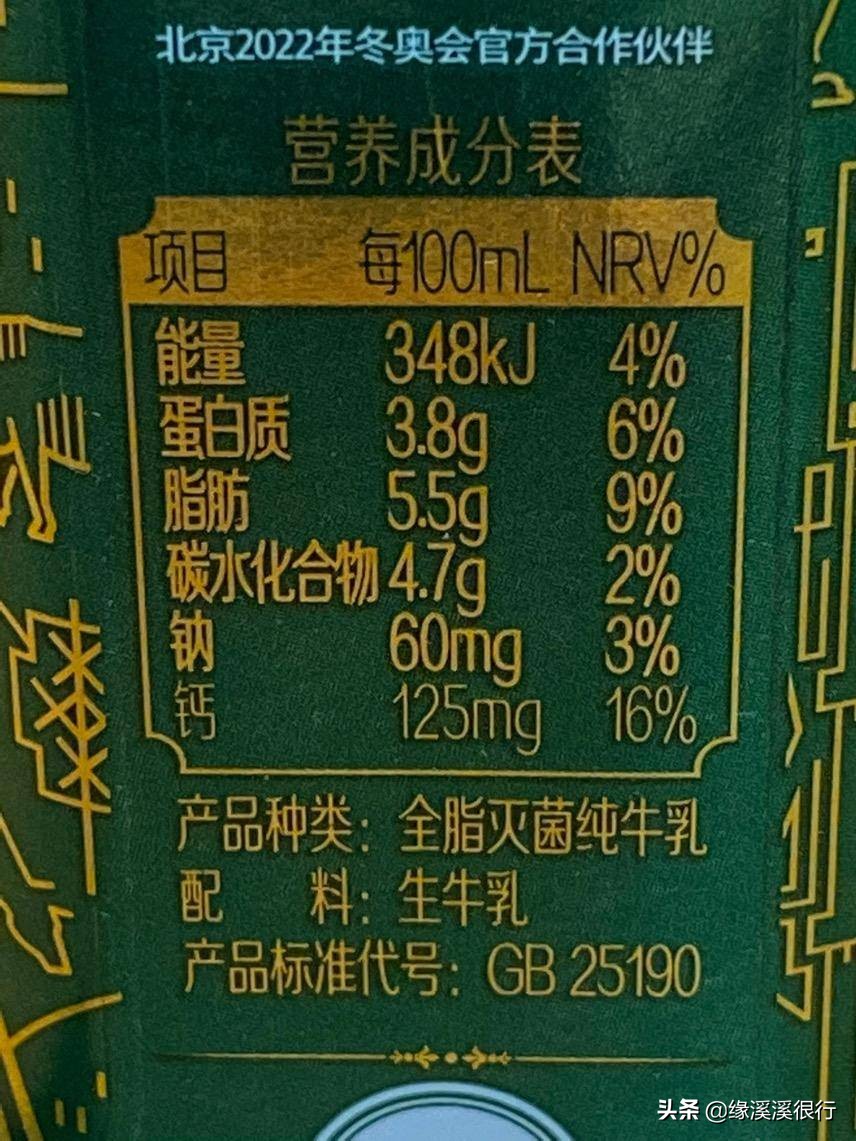 北京2022年冬奥会官方合作伙伴
营养成分表
项目 每100mL NRV%
能量 348kJ 4%
蛋白质 3.8g 6%
脂肪 5.5g 9%
碳水化合物 4.7g 2%
钠 60mg 3%
钙 125mg 16%
产品种类：全脂灭菌纯牛乳
配料：生牛乳
产品标准代号：GB 25190
头条 @缘溪溪很行